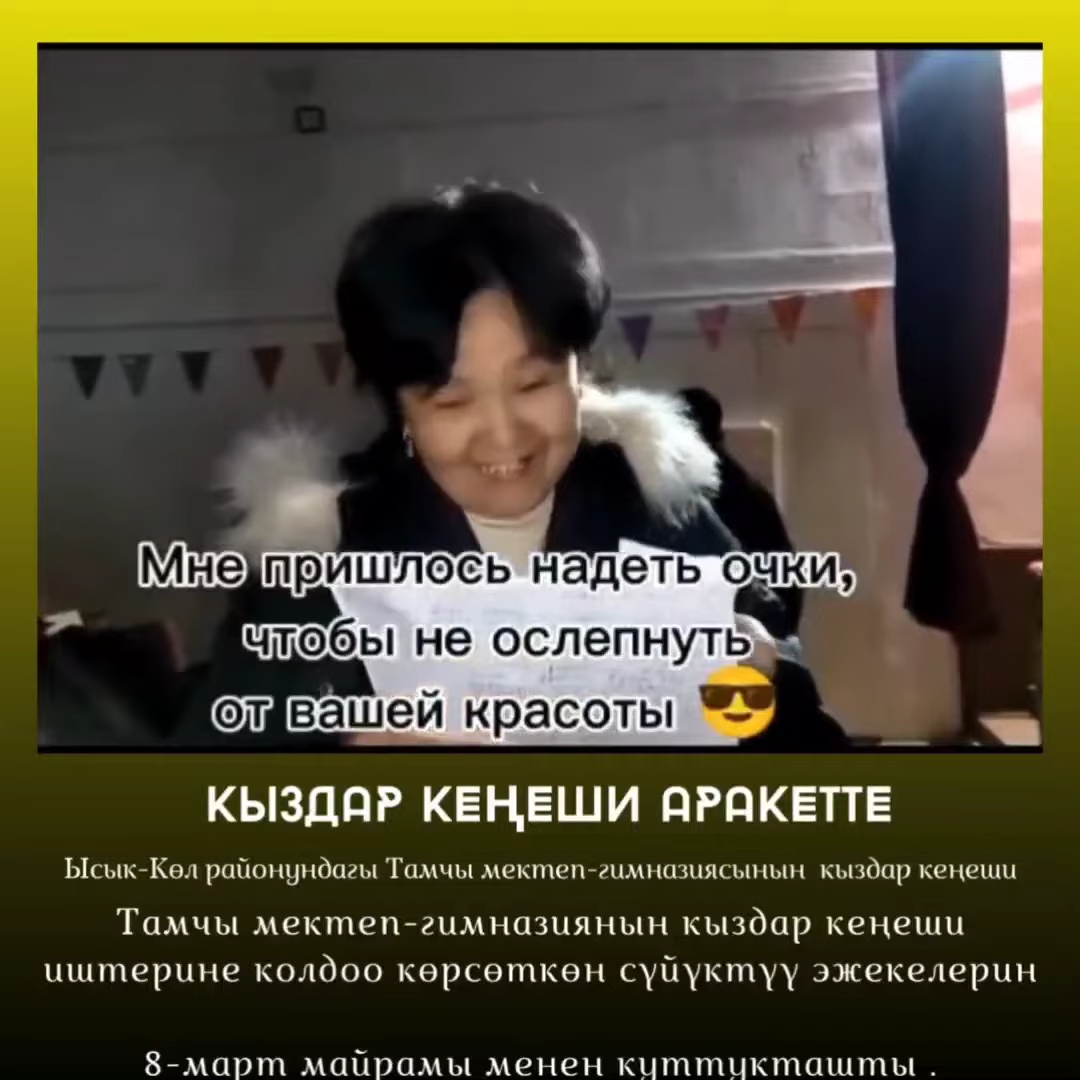 Мне пришлось надеть очки,
чтобы не ослепнуть
от вашей красоты 😎
КЫЗДАР КЕҢЕШИ АРАКЕТТЕ
Ысык-Көл районундагы Тамчы мектеп-гимназиясынын кыздар кеңеши
Тамчы мектеп-гимназиянын кыздар кеңеши
иштерине колдоо көрсөткөн сүйүктүү эжекелерин
8-март майрамы менен куттукташты .